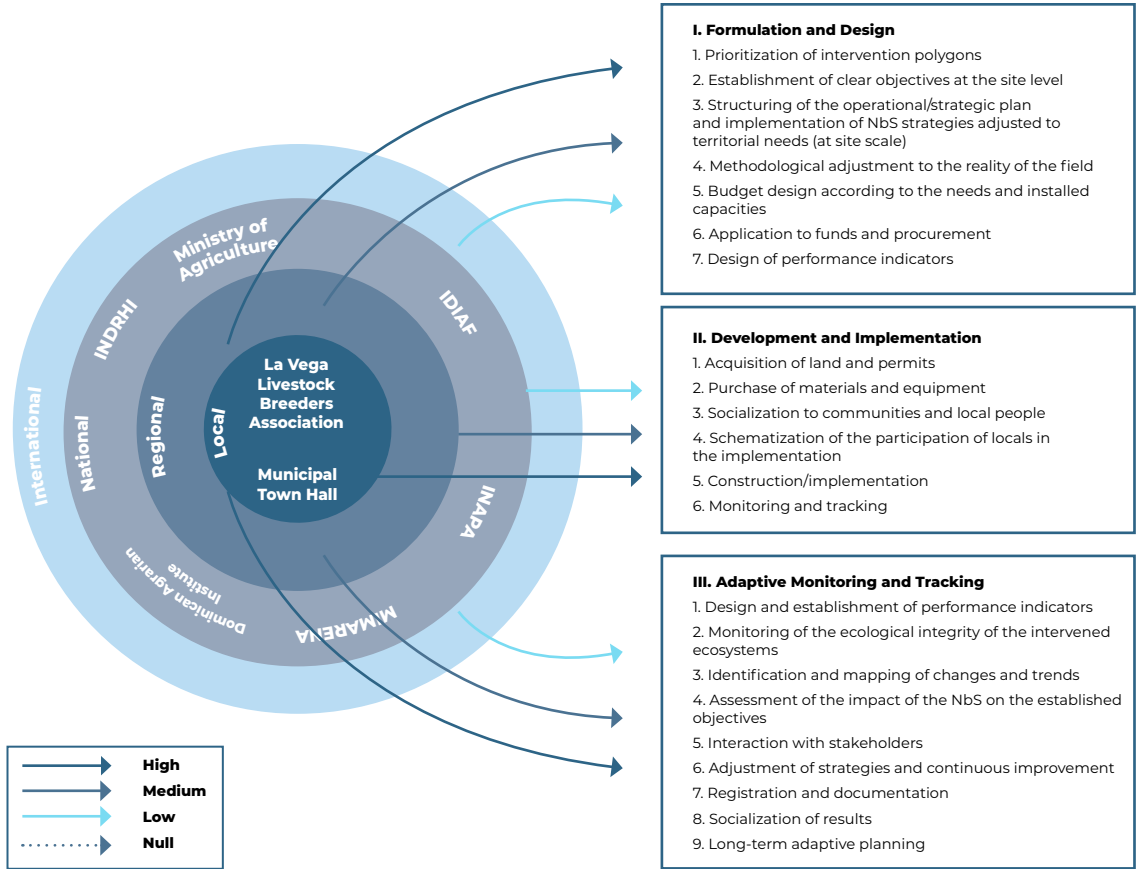 International
National
Regional
Local
Ministry of
Agriculture
INDRHI
IDIAF
La Vega
Livestock
Breeders
Association
Municipal
Town Hall
INAPA
MIMARENA
Dominican Agrarian
Institute
High
Medium
Low
Null
I. Formulation and Design
1. Prioritization of intervention polygons
2. Establishment of clear objectives at the site level
3. Structuring of the operational/strategic plan
and implementation of NbS strategies adjusted to
territorial needs (at site scale)
4. Methodological adjustment to the reality of the field
5. Budget design according to the needs and installed
capacities
6. Application to funds and procurement
7. Design of performance indicators
II. Development and Implementation
1. Acquisition of land and permits
2. Purchase of materials and equipment
3. Socialization to communities and local people
4. Schematization of the participation of locals in
the implementation
5. Construction/implementation
6. Monitoring and tracking
III. Adaptive Monitoring and Tracking
1. Design and establishment of performance indicators
2. Monitoring of the ecological integrity of the intervened
ecosystems
3. Identification and mapping of changes and trends
4. Assessment of the impact of the NbS on the established
objectives
5. Interaction with stakeholders
6. Adjustment of strategies and continuous improvement
7. Registration and documentation
8. Socialization of results
9. Long-term adaptive planning